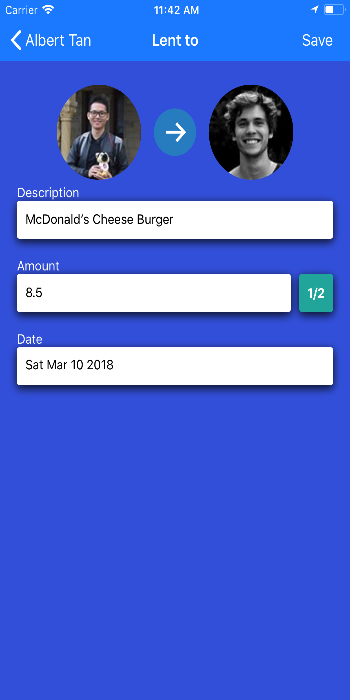 Carrier 11:42 AM
Albert Tan Lent to Save
Description
McDonald's Cheese Burger
Amount
8.5 1/2
Date
Sat Mar 10 2018